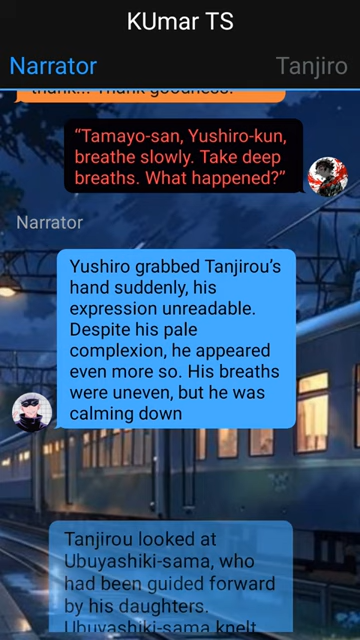 KUmar TS
Narrator
Tanjiro
thank... Thank goodness.
“Tamayo-san, Yushiro-kun,
breathe slowly. Take deep
breaths. What happened?”
Narrator
Yushiro grabbed Tanjirou’s
hand suddenly, his
expression unreadable.
Despite his pale
complexion, he appeared
even more so. His breaths
were uneven, but he was
calming down
Tanjirou looked at
Ubuyashiki-sama, who
had been guided forward
by his daughters.
Ubuyashiki-sama knelt